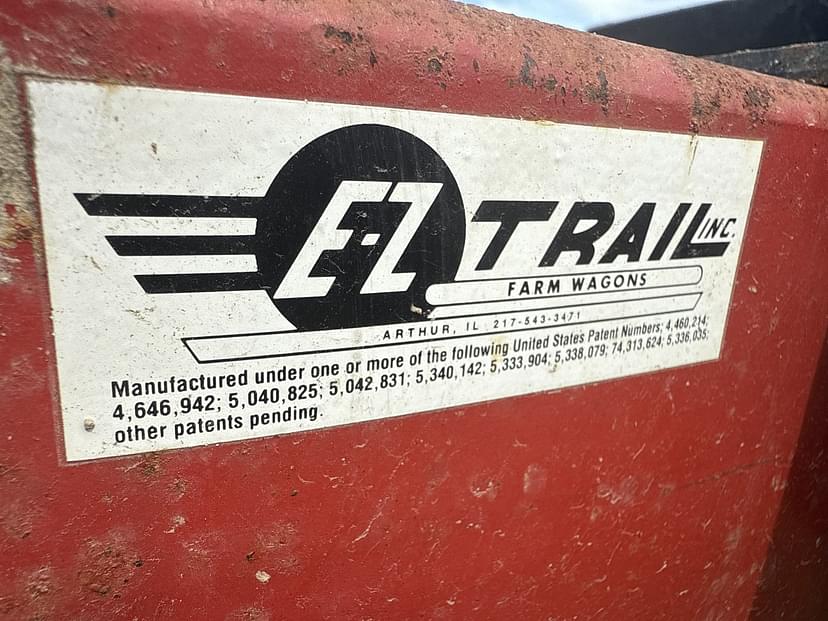 E-Z TRAIL INC.
FARM WAGONS
ARTHUR, IL 217-543-3471
Manufactured under one or more of the following United States Patent Numbers; 4,460,214;
4,646,942; 5,040,825; 5,042,831; 5,340,142; 5,333,904; 5,338,079; 74,313,624; 5,336,035;
other patents pending.